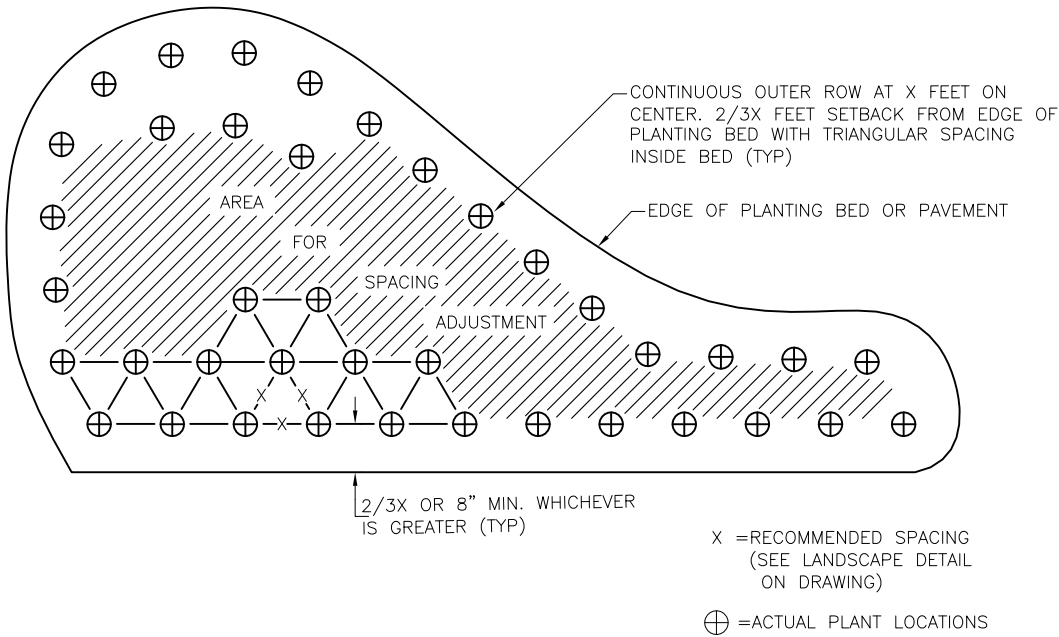 CONTINUOUS OUTER ROW AT X FEET ON
CENTER. 2/3X FEET SETBACK FROM EDGE OF
PLANTING BED WITH TRIANGULAR SPACING
INSIDE BED (TYP)
EDGE OF PLANTING BED OR PAVEMENT
AREA
FOR
SPACING
ADJUSTMENT
X
X
X
2/3X OR 8” MIN. WHICHEVER
IS GREATER (TYP)
X =RECOMMENDED SPACING
(SEE LANDSCAPE DETAIL
ON DRAWING)
=ACTUAL PLANT LOCATIONS